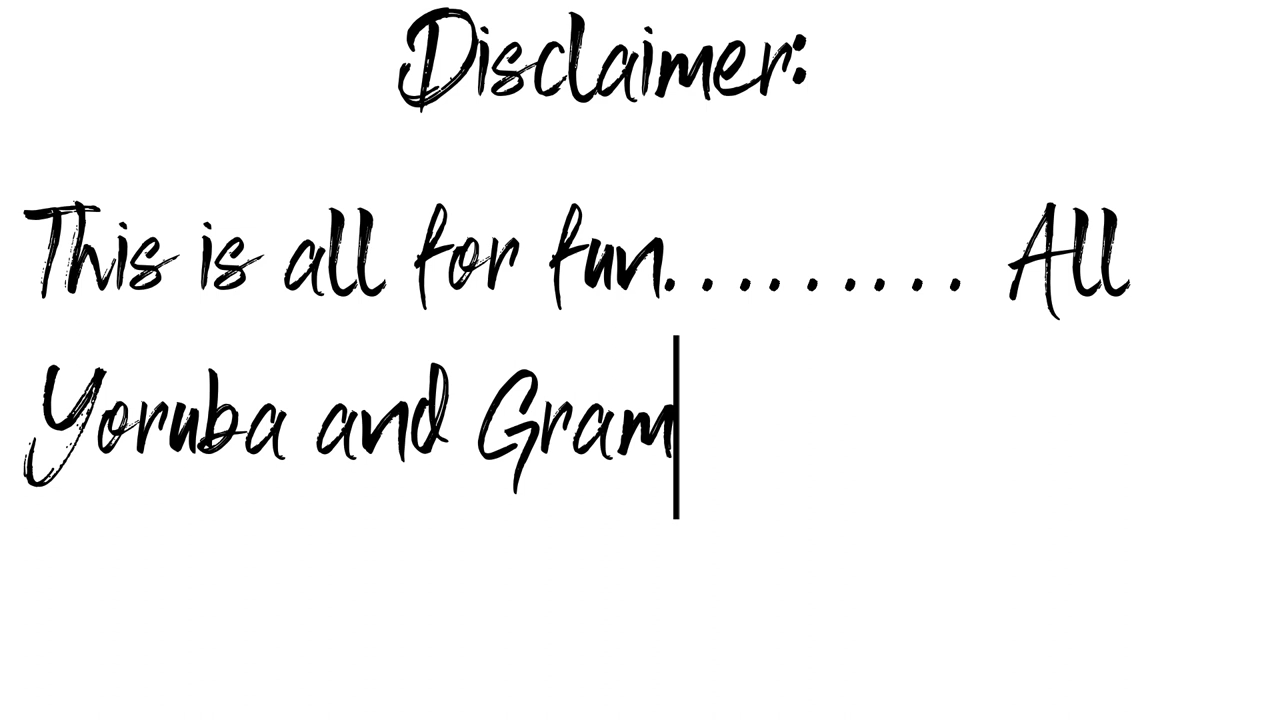 Disclaimer:
This is all for fun......... All
Yoruba and Gram